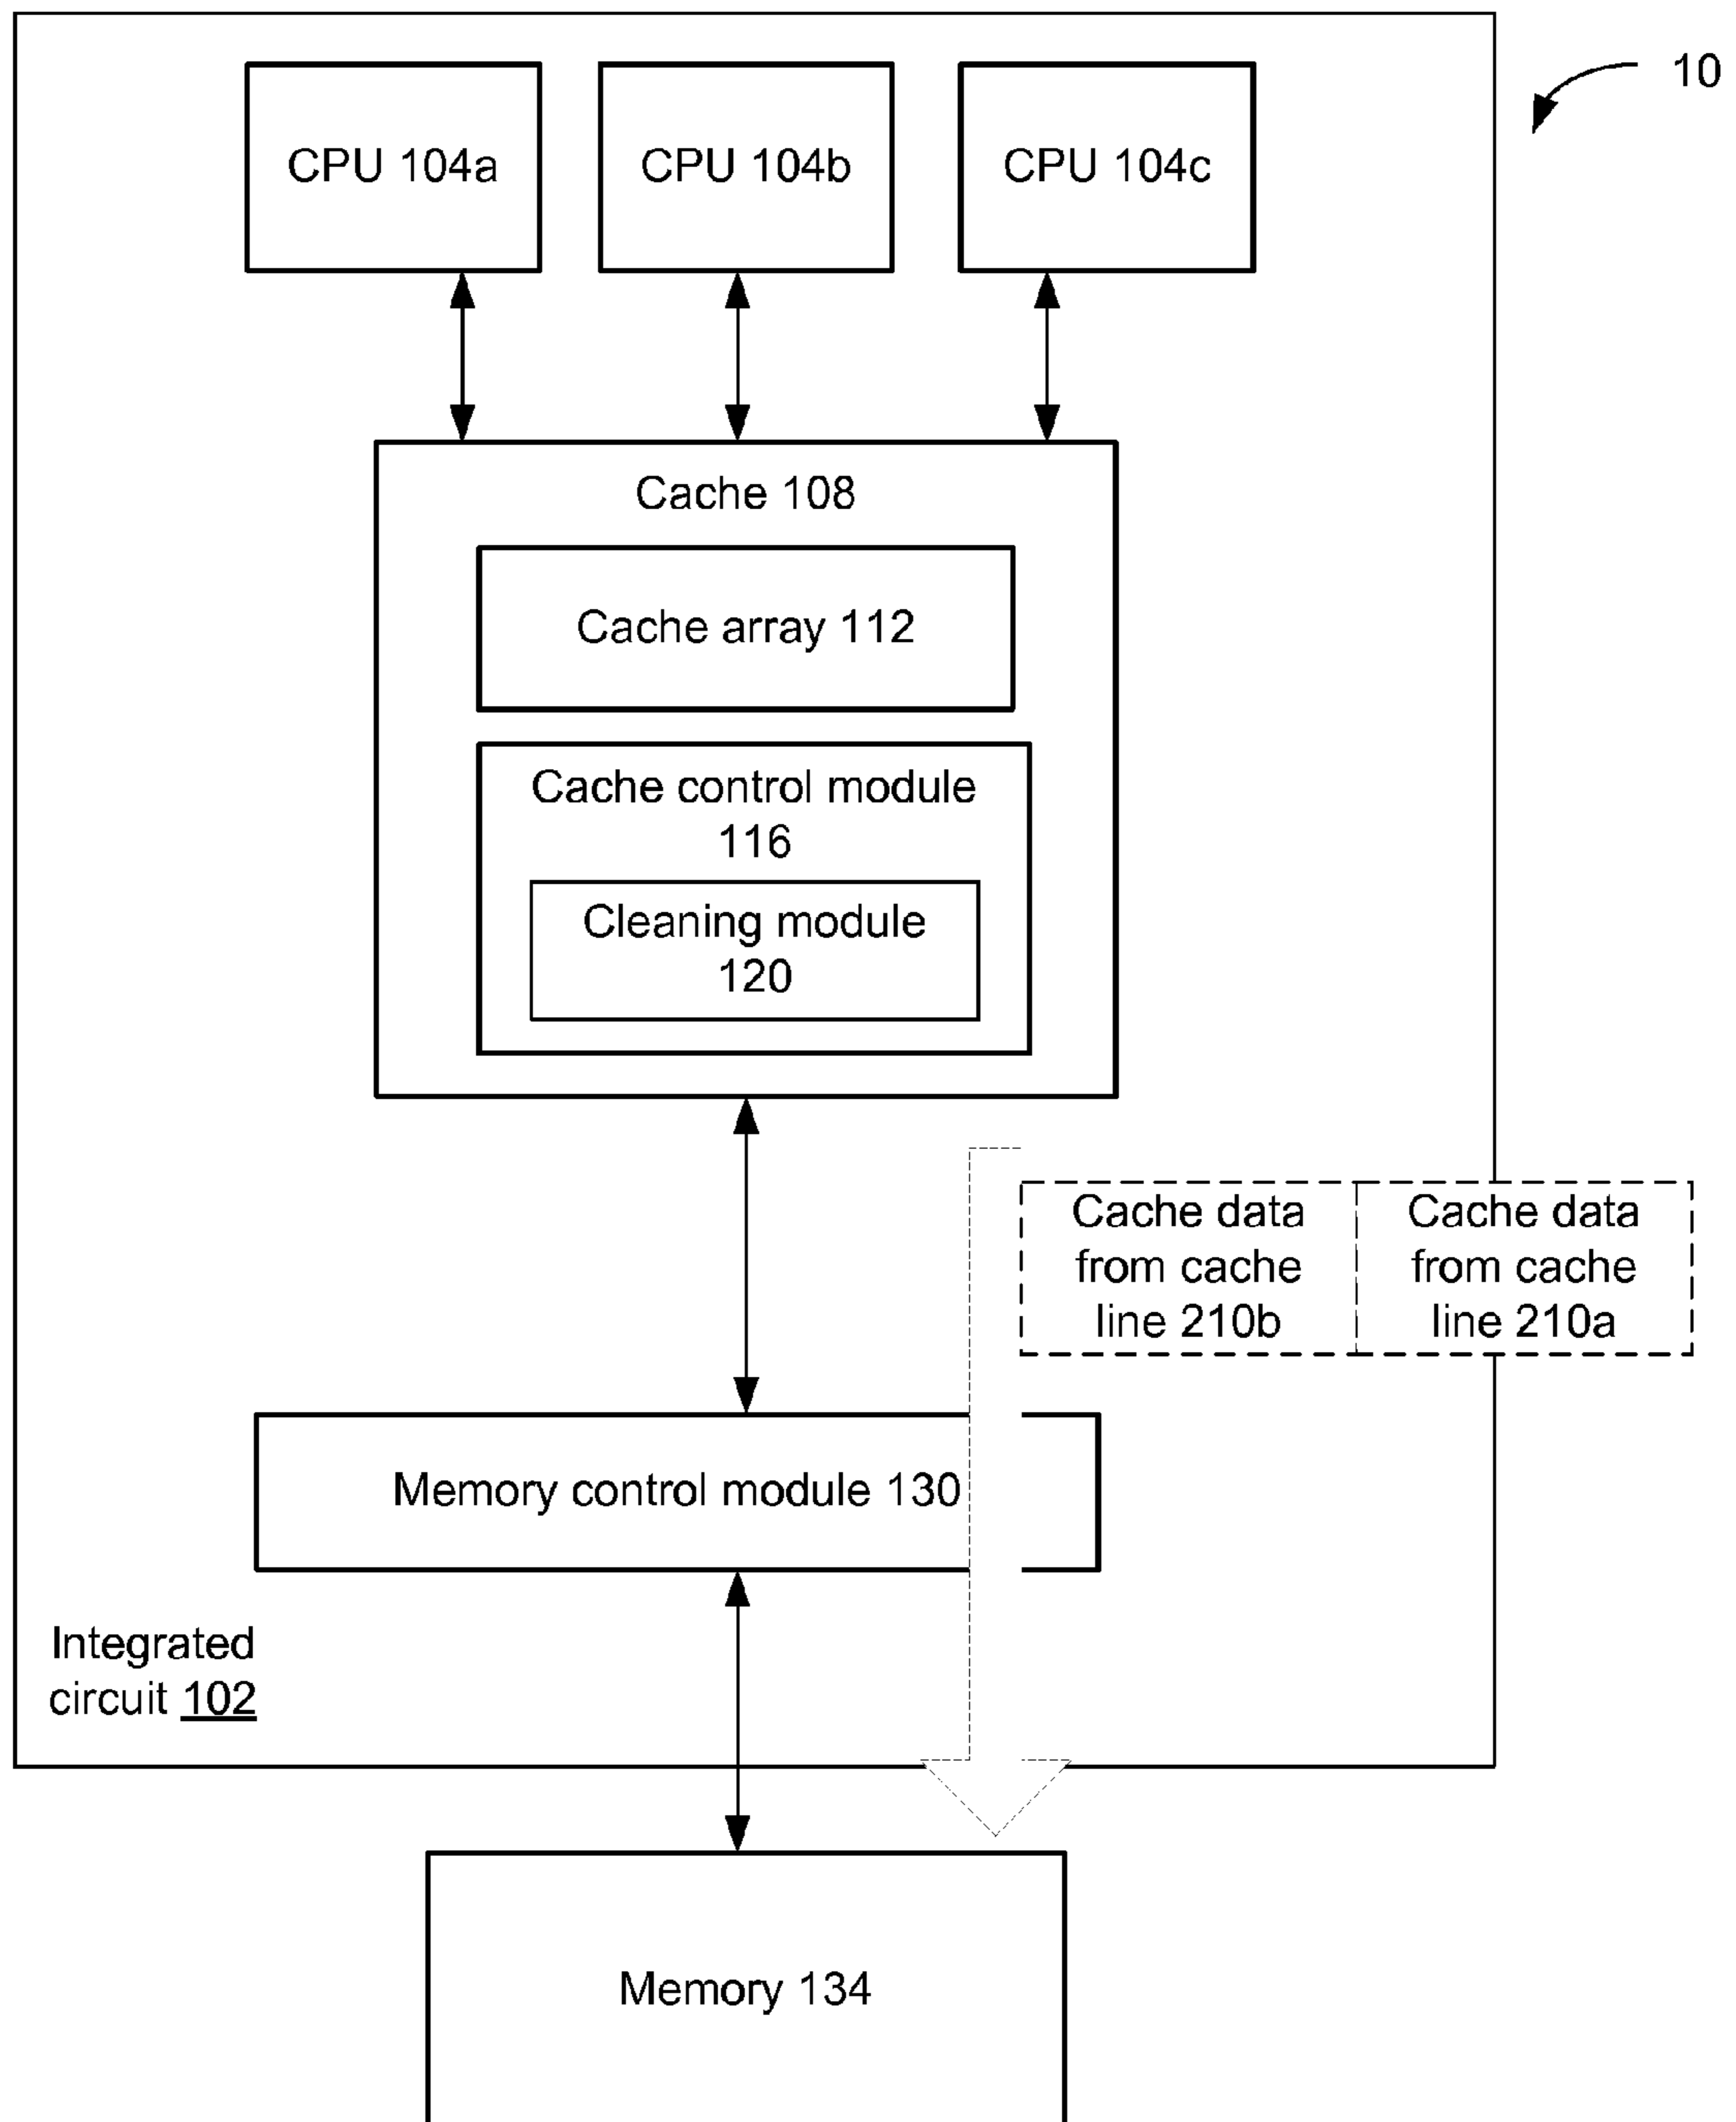 10
CPU 104a
CPU 104b
CPU 104c
Cache 108
Cache array 112
Cache control module
116
Cleaning module
120
Cache data
from cache
line 210b
Cache data
from cache
line 210a
Memory control module 130
Integrated
circuit 102
Memory 134